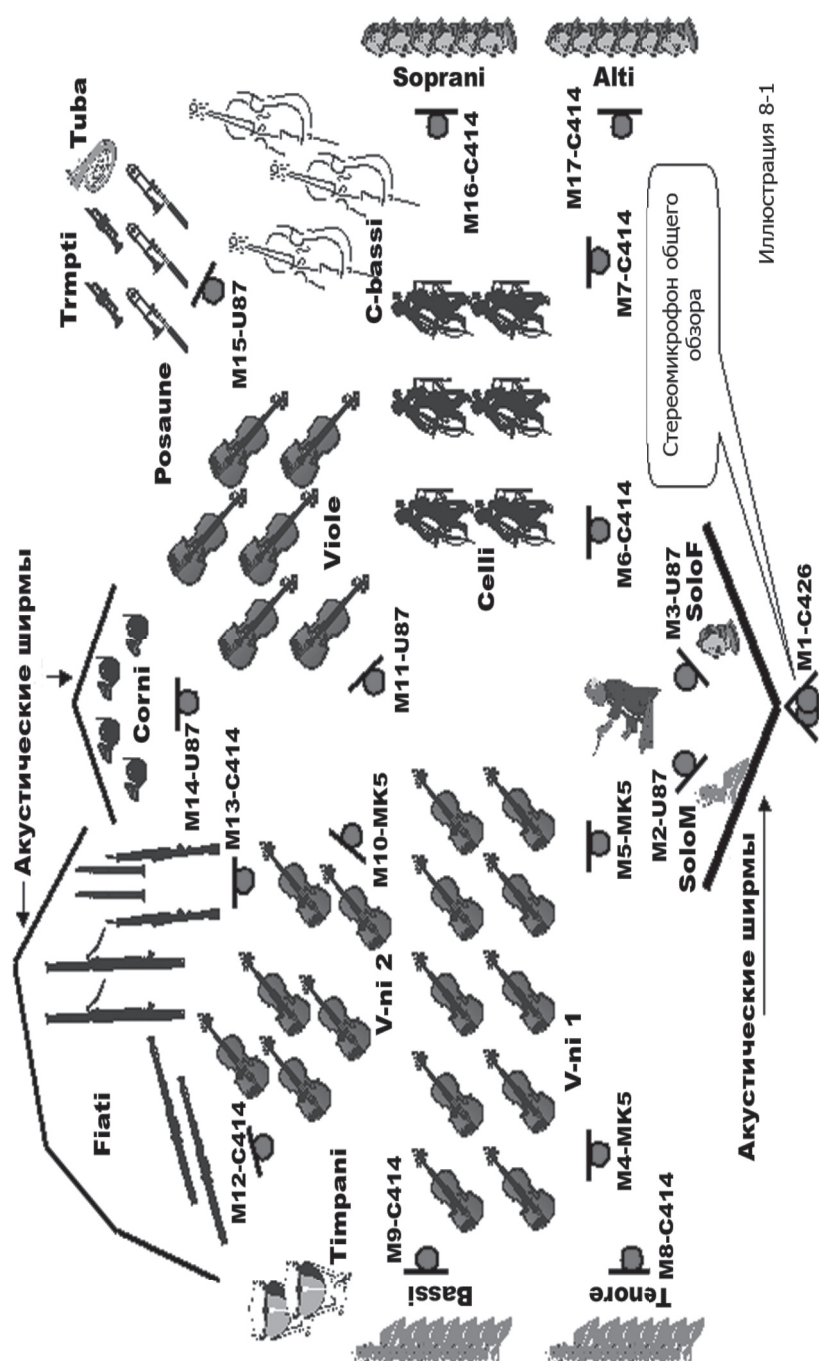 Акустические ширмы
Corni
Fiati
M14-U87
M13-C414
Posaune
Trmpti
Tuba
M15-U87
Viole
M11-U87
M10-MK5
V-ni 2
M12-C414
Timpani
C-bassi
Celli
V-ni 1
M9-C414
Bassi
Tenore
M8-C414
M4-MK5
M5-MK5
M6-C414
M7-C414
Soprani
M16-C414
Alti
M17-C414
M2-U87
SoloM
M3-U87
SoloF
M1-C426
Стереомикрофон общего
обзора
Акустические ширмы
Иллюстрация 8-1